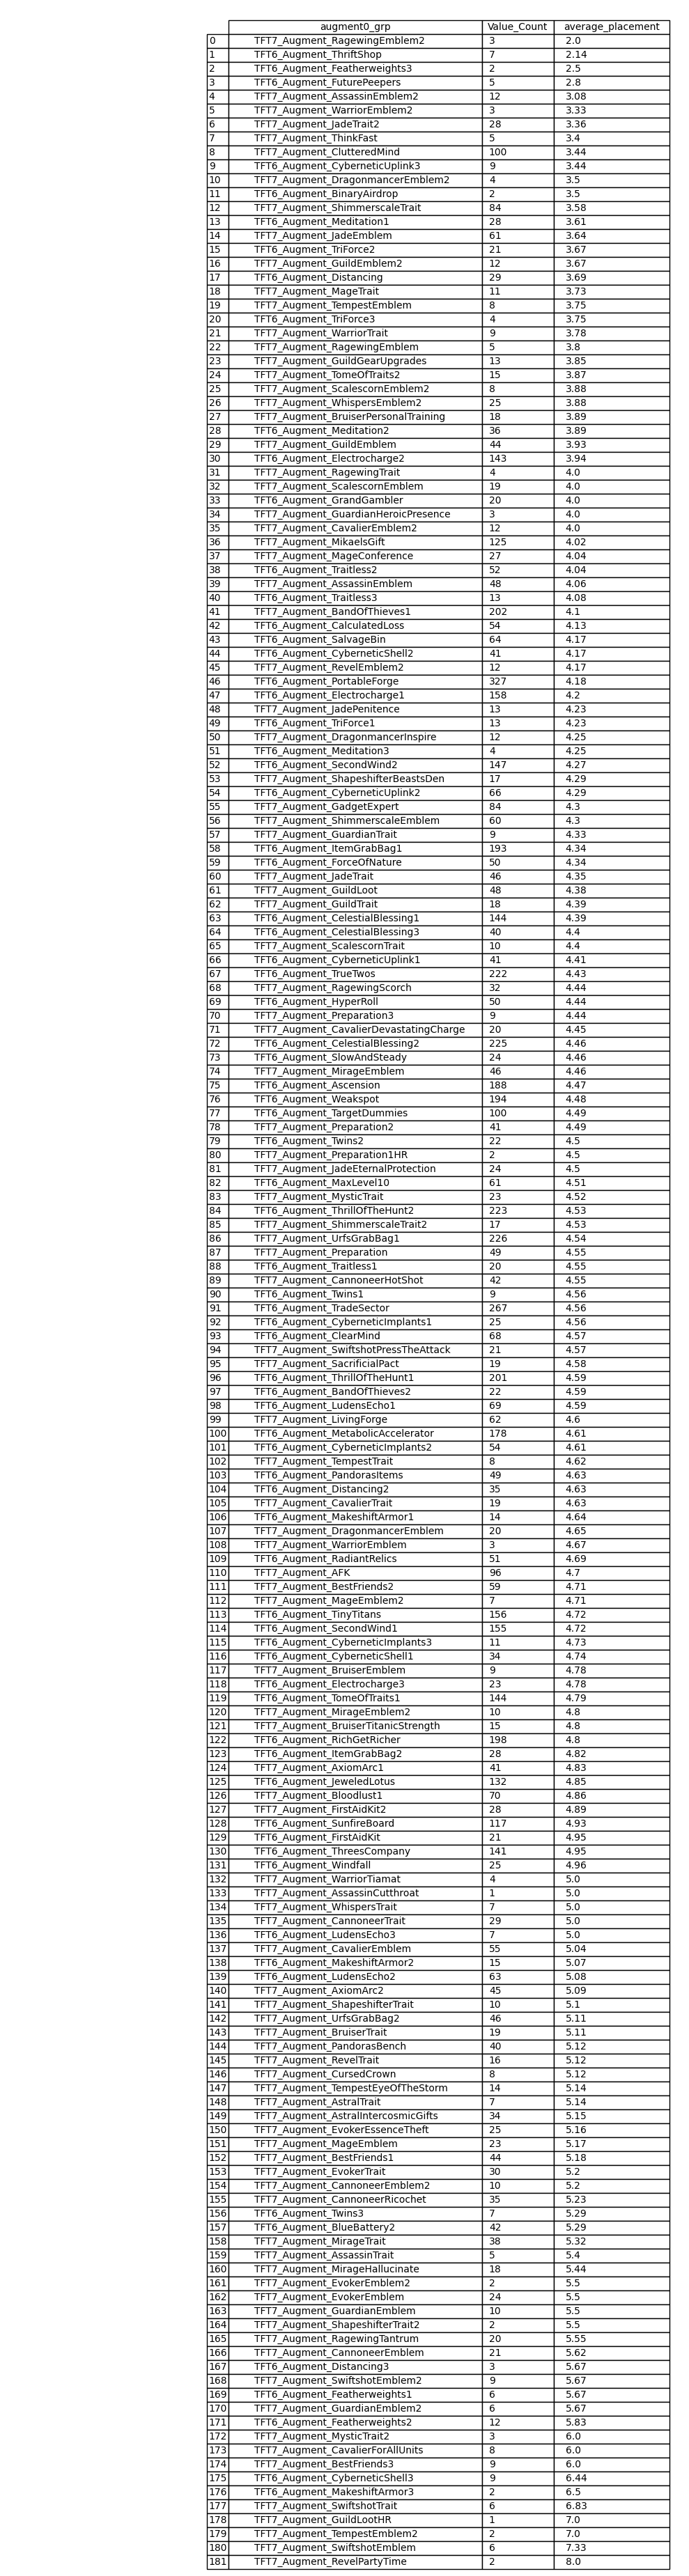 augment0_grp Value_Count average_placement
0 TFT7_Augment_RagewingEmblem2 3 2.0
1 TFT6_Augment_ThriftShop 7 2.14
2 TFT6_Augment_Featherweights3 2 2.5
3 TFT7_Augment_FuturePeepers 5 2.8
4 TFT7_Augment_AssassinEmblem2 12 3.08
5 TFT7_Augment_WarriorEmblem2 3 3.33
6 TFT7_Augment_JadeTrait2 28 3.36
7 TFT7_Augment_ThinkFast 5 3.4
8 TFT7_Augment_ClutteredMind 100 3.44
9 TFT6_Augment_CyberneticUplink3 9 3.44
10 TFT7_Augment_DragonmancerEmblem2 4 3.5
11 TFT6_Augment_BinaryAirdrop 2 3.5
12 TFT7_Augment_ShimmerscaleTrait 84 3.58
13 TFT6_Augment_Meditation1 28 3.61
14 TFT7_Augment_JadeEmblem 61 3.64
15 TFT6_Augment_TriForce2 21 3.67
16 TFT7_Augment_GuildEmblem2 12 3.67
17 TFT6_Augment_Distancing 29 3.69
18 TFT7_Augment_MageTrait 11 3.73
19 TFT7_Augment_TempestEmblem 8 3.75
20 TFT6_Augment_TriForce3 4 3.75
21 TFT7_Augment_WarriorTrait 9 3.78
22 TFT7_Augment_RagewingEmblem 5 3.8
23 TFT7_Augment_GuildGearUpgrades 13 3.85
24 TFT6_Augment_TomeOfTraits2 15 3.87
25 TFT7_Augment_ScalescornEmblem2 8 3.88
26 TFT7_Augment_WhispersEmblem2 25 3.88
27 TFT7_Augment_BruiserPersonalTraining 18 3.89
28 TFT6_Augment_Meditation2 36 3.89
29 TFT7_Augment_GuildEmblem 44 3.93
30 TFT6_Augment_Electrocharge2 143 3.94
31 TFT7_Augment_RagewingTrait 4 4.0
32 TFT7_Augment_ScalescornEmblem 19 4.0
33 TFT6_Augment_GrandGambler 20 4.0
34 TFT7_Augment_GuardianHeroicPresence 3 4.0
35 TFT7_Augment_CavalierEmblem2 12 4.0
36 TFT7_Augment_MikaelsGift 125 4.02
37 TFT7_Augment_MageConference 27 4.04
38 TFT6_Augment_Traitless2 52 4.04
39 TFT7_Augment_AssassinEmblem 48 4.06
40 TFT6_Augment_Traitless3 13 4.08
41 TFT7_Augment_BandOfThieves1 202 4.1
42 TFT6_Augment_CalculatedLoss 54 4.13
43 TFT6_Augment_SalvageBin 64 4.17
44 TFT6_Augment_CyberneticShell2 41 4.17
45 TFT7_Augment_RevelEmblem2 12 4.17
46 TFT6_Augment_PortableForge 327 4.18
47 TFT6_Augment_Electrocharge1 158 4.2
48 TFT7_Augment_JadePenitence 13 4.23
49 TFT6_Augment_TriForce1 13 4.23
50 TFT7_Augment_DragonmancerInspire 12 4.25
51 TFT6_Augment_Meditation3 4 4.25
52 TFT6_Augment_SecondWind2 147 4.27
53 TFT7_Augment_ShapeshifterBeastsDen 17 4.29
54 TFT6_Augment_CyberneticUplink2 66 4.29
55 TFT7_Augment_GadgetExpert 84 4.3
56 TFT7_Augment_ShimmerscaleEmblem 60 4.3
57 TFT7_Augment_GuardianTrait 9 4.33
58 TFT6_Augment_ItemGrabBag1 193 4.34
59 TFT6_Augment_ForceOfNature 50 4.34
60 TFT7_Augment_JadeTrait 46 4.35
61 TFT7_Augment_GuildLoot 48 4.38
62 TFT7_Augment_GuildTrait 18 4.39
63 TFT6_Augment_CelestialBlessing1 144 4.39
64 TFT6_Augment_CelestialBlessing3 40 4.4
65 TFT7_Augment_ScalescornTrait 10 4.4
66 TFT6_Augment_CyberneticUplink1 41 4.41
67 TFT6_Augment_TrueTwos 222 4.43
68 TFT7_Augment_RagewingScorch 32 4.44
69 TFT6_Augment_HyperRoll 50 4.44
70 TFT7_Augment_Preparation3 9 4.44
71 TFT7_Augment_CavalierDevastatingCharge 20 4.45
72 TFT6_Augment_CelestialBlessing2 225 4.46
73 TFT6_Augment_SlowAndSteady 24 4.46
74 TFT7_Augment_MirageEmblem 46 4.46
75 TFT6_Augment_Ascension 188 4.47
76 TFT6_Augment_Weakspot 194 4.48
77 TFT6_Augment_TargetDummies 100 4.49
78 TFT7_Augment_Preparation2 41 4.49
79 TFT6_Augment_Twins2 22 4.5
80 TFT7_Augment_Preparation1HR 2 4.5
81 TFT7_Augment_JadeEternalProtection 24 4.5
82 TFT6_Augment_MaxLevel10 61 4.51
83 TFT7_Augment_MysticTrait 23 4.52
84 TFT6_Augment_ThrillOfTheHunt2 223 4.53
85 TFT7_Augment_ShimmerscaleTrait2 17 4.53
86 TFT7_Augment_UrfsGrabBag1 226 4.54
87 TFT7_Augment_Preparation 49 4.55
88 TFT6_Augment_Traitless1 20 4.55
89 TFT7_Augment_CannoneerHotShot 42 4.55
90 TFT6_Augment_Twins1 9 4.56
91 TFT6_Augment_TradeSector 267 4.56
92 TFT6_Augment_CyberneticImplants1 25 4.56
93 TFT6_Augment_ClearMind 68 4.57
94 TFT7_Augment_SwiftshotPressTheAttack 21 4.57
95 TFT7_Augment_SacrificialPact 19 4.58
96 TFT6_Augment_ThrillOfTheHunt1 201 4.59
97 TFT6_Augment_BandOfThieves2 22 4.59
98 TFT6_Augment_LudensEcho1 69 4.59
99 TFT7_Augment_LivingForge 62 4.6
100 TFT6_Augment_MetabolicAccelerator 178 4.61
101 TFT6_Augment_CyberneticImplants2 54 4.61
102 TFT7_Augment_TempestTrait 8 4.62
103 TFT6_Augment_PandorasItems 49 4.63
104 TFT6_Augment_Distancing2 35 4.63
105 TFT7_Augment_CavalierTrait 19 4.63
106 TFT6_Augment_MakeshiftArmor1 14 4.64
107 TFT7_Augment_DragonmancerEmblem 20 4.65
108 TFT7_Augment_WarriorEmblem 3 4.67
109 TFT6_Augment_RadiantRelics 51 4.69
110 TFT7_Augment_AFK 96 4.7
111 TFT7_Augment_BestFriends2 59 4.71
112 TFT7_Augment_MageEmblem2 7 4.71
113 TFT6_Augment_TinyTitans 156 4.72
114 TFT6_Augment_SecondWind1 155 4.72
115 TFT6_Augment_CyberneticImplants3 11 4.73
116 TFT6_Augment_CyberneticShell1 34 4.74
117 TFT7_Augment_BruiserEmblem 9 4.78
118 TFT6_Augment_Electrocharge3 23 4.78
119 TFT6_Augment_TomeOfTraits1 144 4.79
120 TFT7_Augment_MirageEmblem2 10 4.8
121 TFT7_Augment_BruiserTitanicStrength 15 4.8
122 TFT6_Augment_RichGetRicher 198 4.8
123 TFT6_Augment_ItemGrabBag2 28 4.82
124 TFT7_Augment_AxiomArc1 41 4.83
125 TFT6_Augment_JeweledLotus 132 4.85
126 TFT7_Augment_Bloodlust1 70 4.86
127 TFT7_Augment_FirstAidKit2 28 4.89
128 TFT6_Augment_SunfireBoard 117 4.93
129 TFT6_Augment_FirstAidKit 21 4.95
130 TFT6_Augment_ThreesCompany 141 4.95
131 TFT6_Augment_Windfall 25 4.96
132 TFT7_Augment_WarriorTiamat 4 5.0
133 TFT7_Augment_AssassinCutthroat 1 5.0
134 TFT7_Augment_WhispersTrait 7 5.0
135 TFT7_Augment_CannoneerTrait 29 5.0
136 TFT6_Augment_LudensEcho3 7 5.0
137 TFT7_Augment_CavalierEmblem 55 5.04
138 TFT6_Augment_MakeshiftArmor2 15 5.07
139 TFT6_Augment_LudensEcho2 63 5.08
140 TFT7_Augment_AxiomArc2 45 5.09
141 TFT7_Augment_ShapeshifterTrait 10 5.1
142 TFT7_Augment_UrfsGrabBag2 46 5.11
143 TFT7_Augment_BruiserTrait 19 5.11
144 TFT7_Augment_PandorasBench 40 5.12
145 TFT7_Augment_RevelTrait 16 5.12
146 TFT7_Augment_CursedCrown 8 5.12
147 TFT7_Augment_TempestEyeOfTheStorm 14 5.14
148 TFT7_Augment_AstralTrait 7 5.14
149 TFT7_Augment_AstralIntercosmicGifts 34 5.15
150 TFT7_Augment_EvokerEssenceTheft 25 5.16
151 TFT7_Augment_MageEmblem 23 5.17
152 TFT7_Augment_BestFriends1 44 5.18
153 TFT7_Augment_EvokerTrait 30 5.2
154 TFT7_Augment_CannoneerEmblem2 10 5.2
155 TFT7_Augment_CannoneerRicochet 35 5.23
156 TFT6_Augment_Twins3 7 5.29
157 TFT6_Augment_BlueBattery2 42 5.29
158 TFT7_Augment_MirageTrait 38 5.32
159 TFT7_Augment_AssassinTrait 5 5.4
160 TFT7_Augment_MirageHallucinate 18 5.44
161 TFT7_Augment_EvokerEmblem2 2 5.5
162 TFT7_Augment_EvokerEmblem 24 5.5
163 TFT7_Augment_GuardianEmblem 10 5.5
164 TFT7_Augment_ShapeshifterTrait2 2 5.5
165 TFT7_Augment_RagewingTantrum 20 5.55
166 TFT7_Augment_CannoneerEmblem 21 5.62
167 TFT6_Augment_Distancing3 3 5.67
168 TFT7_Augment_SwiftshotEmblem2 9 5.67
169 TFT6_Augment_Featherweights1 6 5.67
170 TFT7_Augment_GuardianEmblem2 6 5.67
171 TFT6_Augment_Featherweights2 12 5.83
172 TFT7_Augment_MysticTrait2 3 6.0
173 TFT7_Augment_CavalierForAllUnits 8 6.0
174 TFT7_Augment_BestFriends3 9 6.0
175 TFT6_Augment_CyberneticShell3 9 6.44
176 TFT6_Augment_MakeshiftArmor3 2 6.5
177 TFT7_Augment_SwiftshotTrait 6 6.83
178 TFT7_Augment_GuildLootHR 1 7.0
179 TFT7_Augment_TempestEmblem2 2 7.0
180 TFT7_Augment_SwiftshotEmblem 6 7.33
181 TFT7_Augment_RevelPartyTime 2 8.0